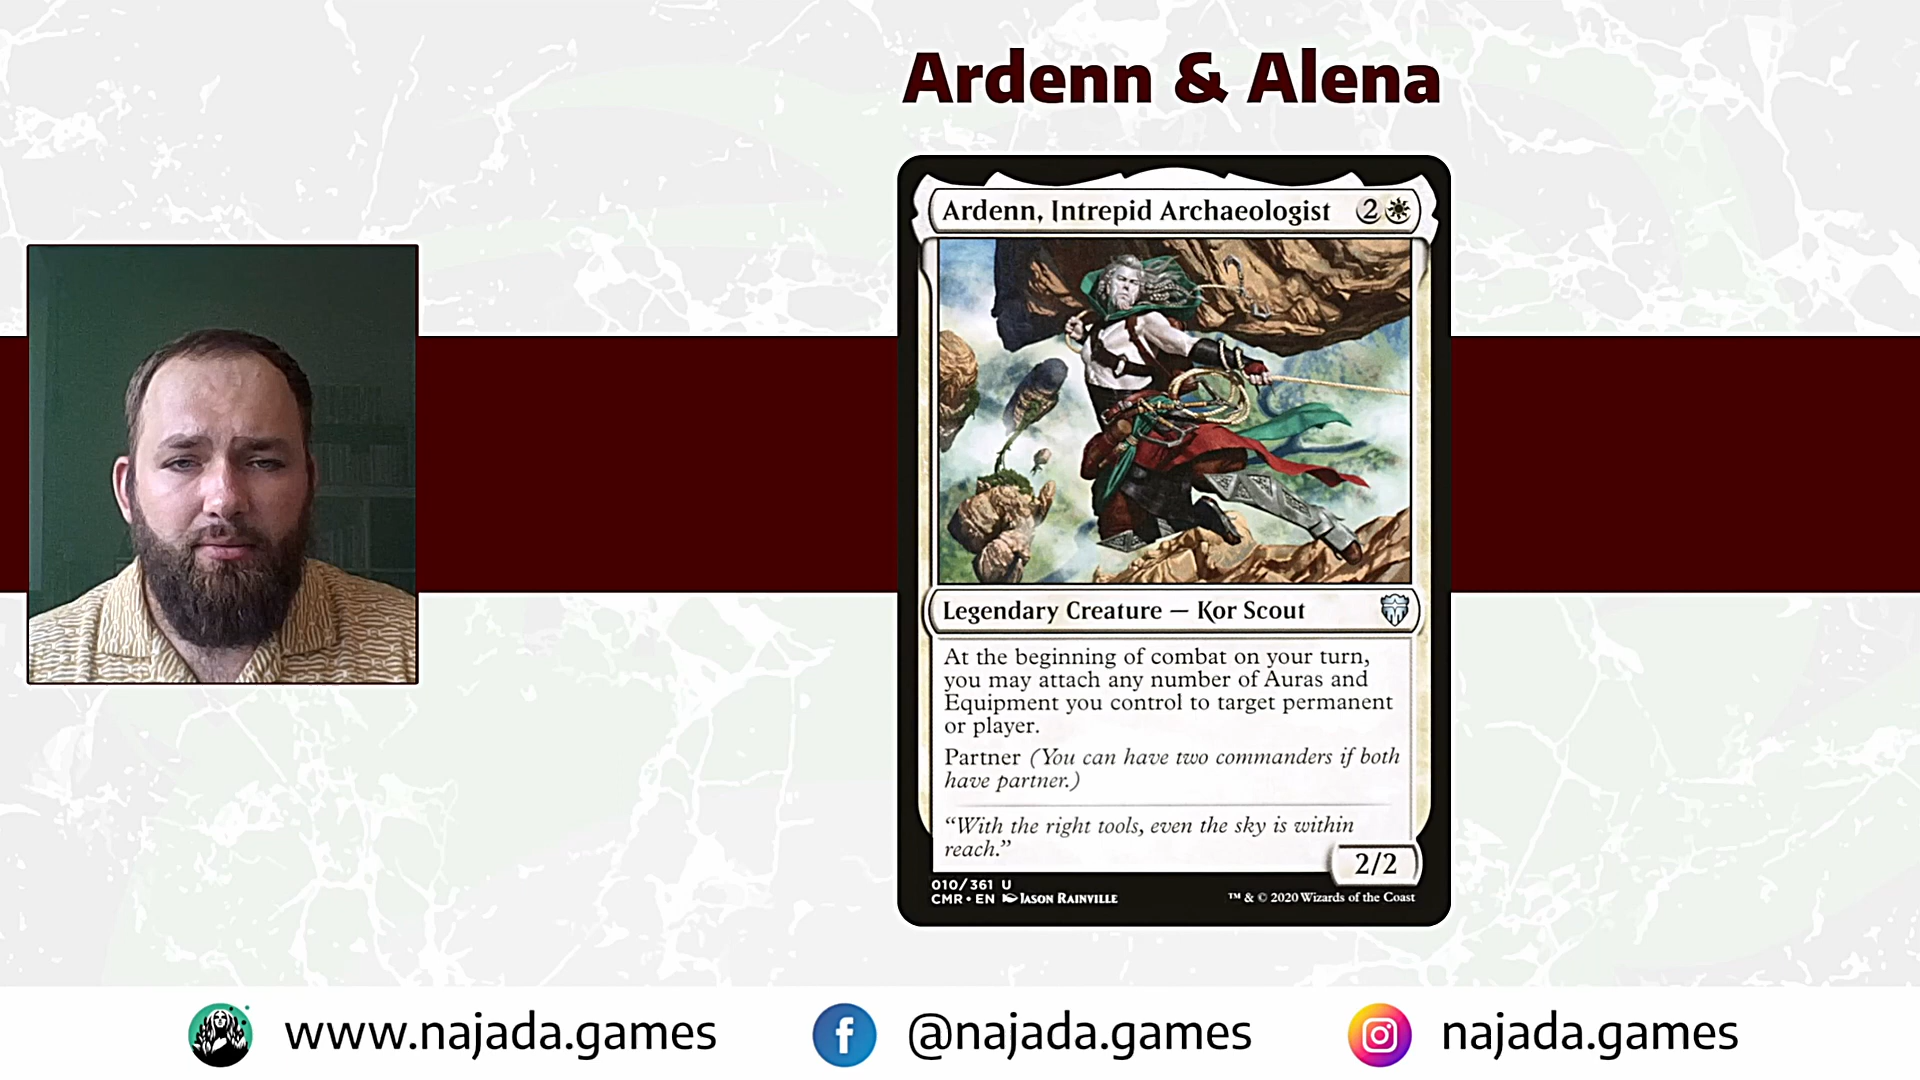 Ardenn & Alena
Ardenn, Intrepid Archaeologist 2
Legendary Creature — Kor Scout
At the beginning of combat on your turn,
you may attach any number of Auras and
Equipment you control to target permanent
or player.
Partner (You can have two commanders if both
have partner.)
“With the right tools, even the sky is within
reach.”
2/2
010/361 U
CMR • EN Jason Rainville
™ & © 2020 Wizards of the Coast
www.najada.games
@najada.games
najada.games